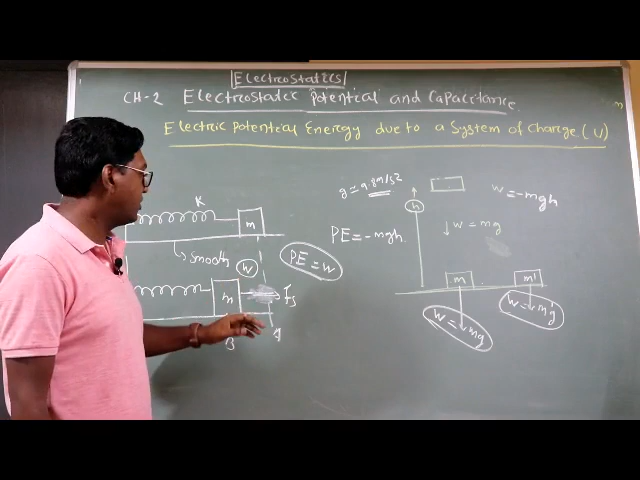 Electrostatics
CH-2 Electrostatic Potential and Capacitance
Electric Potential Energy due to a System of Charge (U)
K
m
Smooth
W
PE = W
m
Fs
B
g = 9.8 m/s2
h
W = -mgh
PE = -mgh
↓ W = mg
m
m'
W = mg
W = m'g